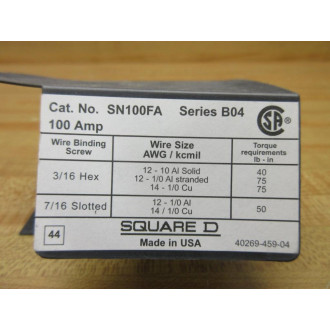 Cat. No. SN100FA Series B04
100 Amp
SA
Wire Binding Screw
Wire Size AWG / kcmil
Torque requirements lb - in
3/16 Hex
12 - 10 Al Solid
12 - 1/0 Al stranded
14 - 1/0 Cu
40
75
75
7/16 Slotted
12 - 1/0 Al
14 / 1/0 Cu
50
44
SQUARE D
Made in USA
40269-459-04